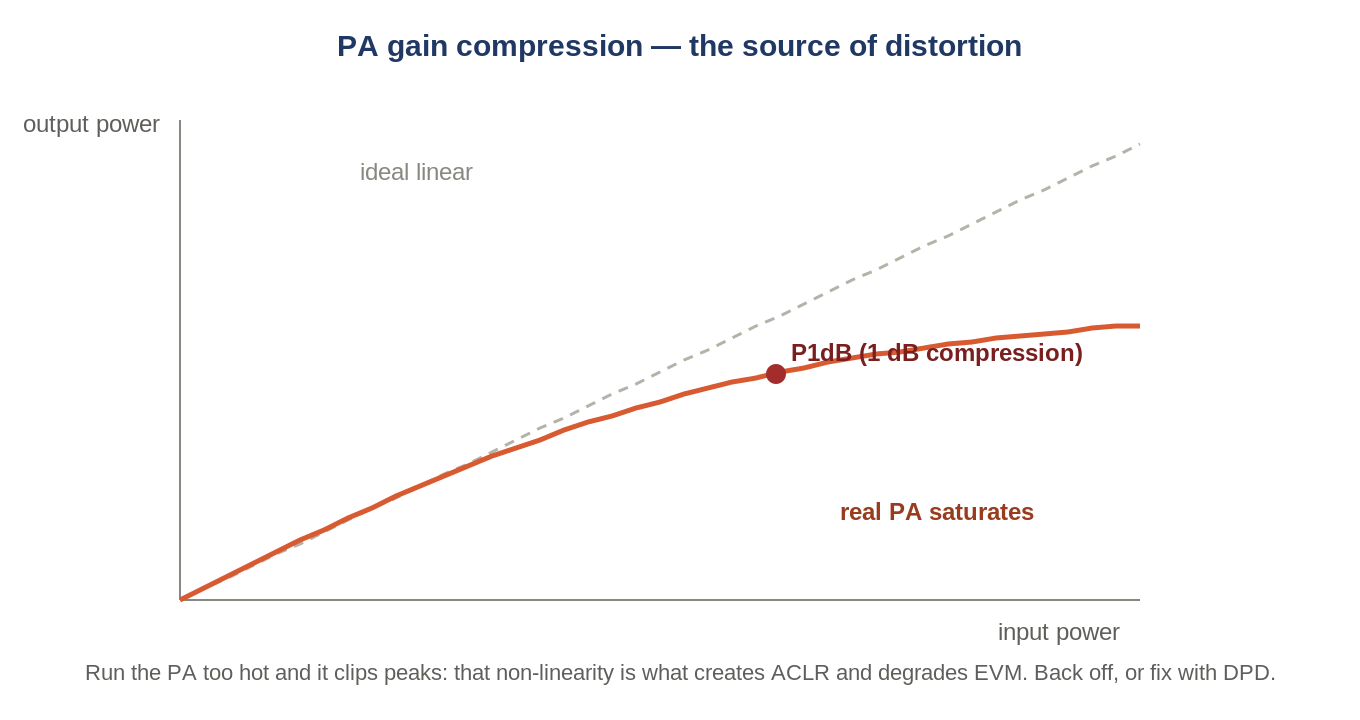 PA gain compression — the source of distortion
output power
ideal linear
P1dB (1 dB compression)
real PA saturates
input power
Run the PA too hot and it clips peaks: that non-linearity is what creates ACLR and degrades EVM. Back off, or fix with DPD.